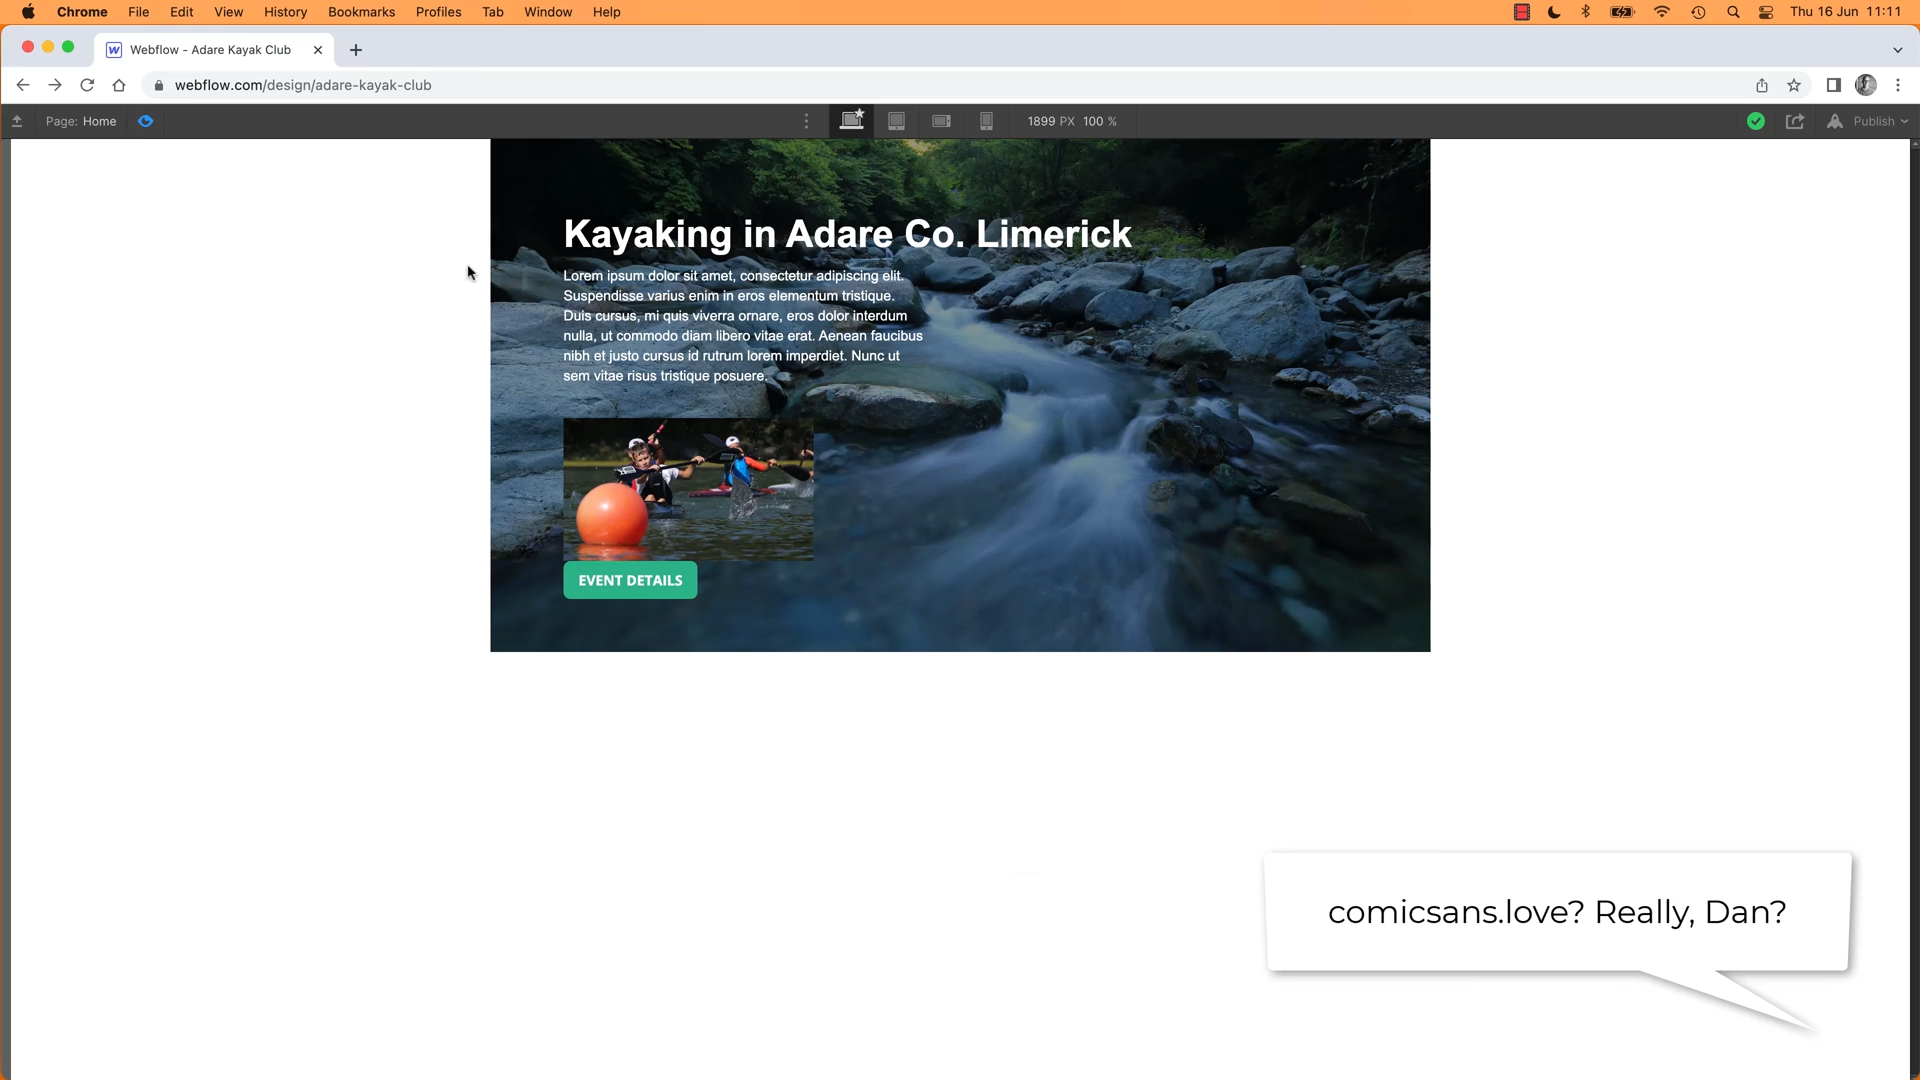 Chrome File Edit View History Bookmarks Profiles Tab Window Help Thu 16 Jun 11:11
Webflow - Adare Kayak Club
webflow.com/design/adare-kayak-club
Page: Home 1899 PX 100 % Publish
Kayaking in Adare Co. Limerick
Lorem ipsum dolor sit amet, consectetur adipiscing elit.
Suspendisse varius enim in eros elementum tristique.
Duis cursus, mi quis viverra ornare, eros dolor interdum
nulla, ut commodo diam libero vitae erat. Aenean faucibus
nibh et justo cursus id rutrum lorem imperdiet. Nunc ut
sem vitae risus tristique posuere.
EVENT DETAILS
comicsans.love? Really, Dan?